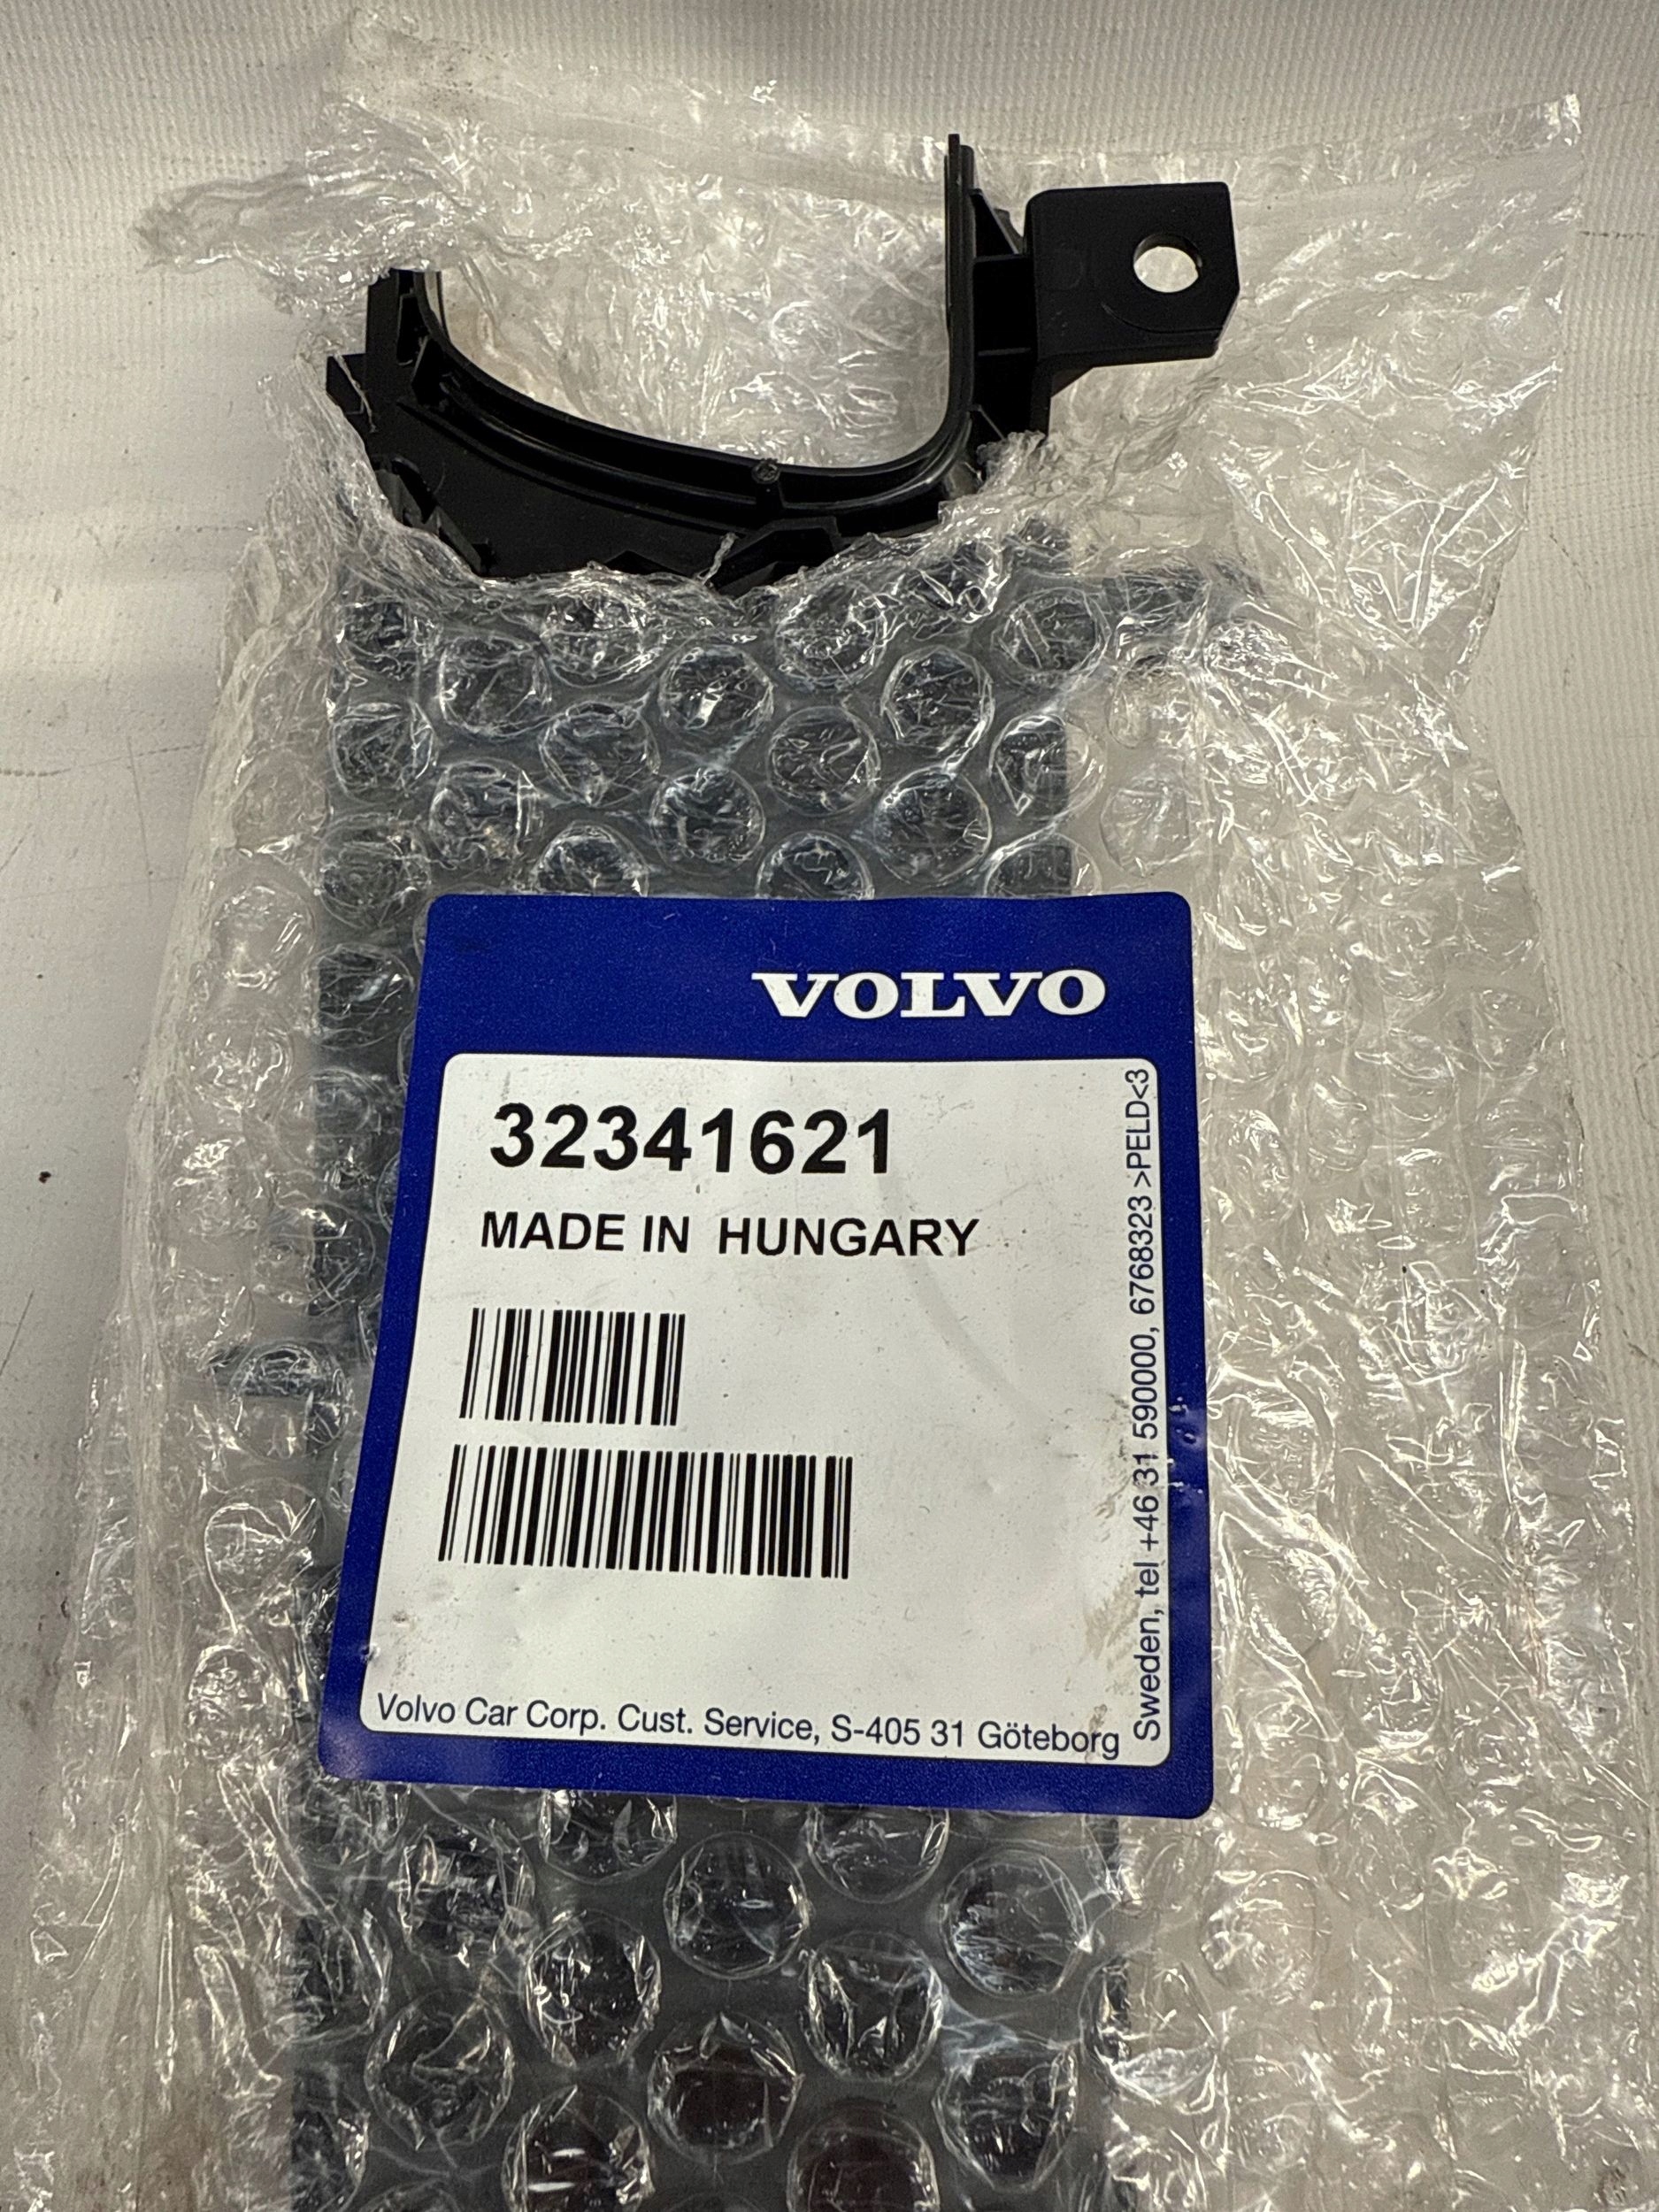 VOLVO
32341621
MADE IN HUNGARY
Volvo Car Corp. Cust. Service, S-405 31 Göteborg
Sweden, tel +46 31 590000, 6768323 >PELD<3